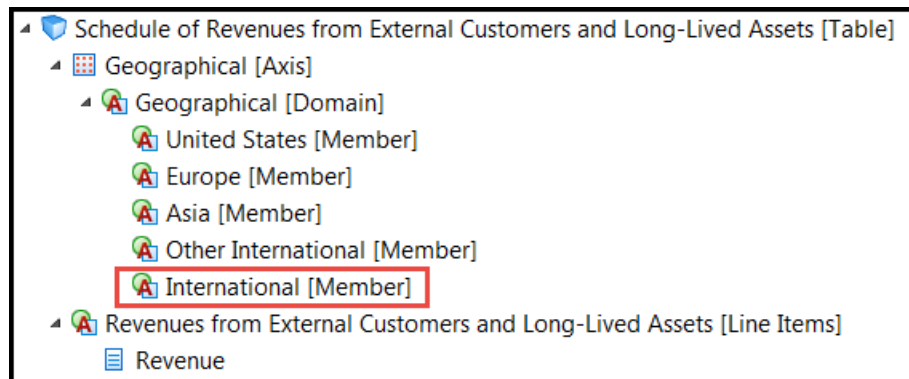 Schedule of Revenues from External Customers and Long-Lived Assets [Table]
Geographical [Axis]
Geographical [Domain]
United States [Member]
Europe [Member]
Asia [Member]
Other International [Member]
International [Member]
Revenues from External Customers and Long-Lived Assets [Line Items]
Revenue